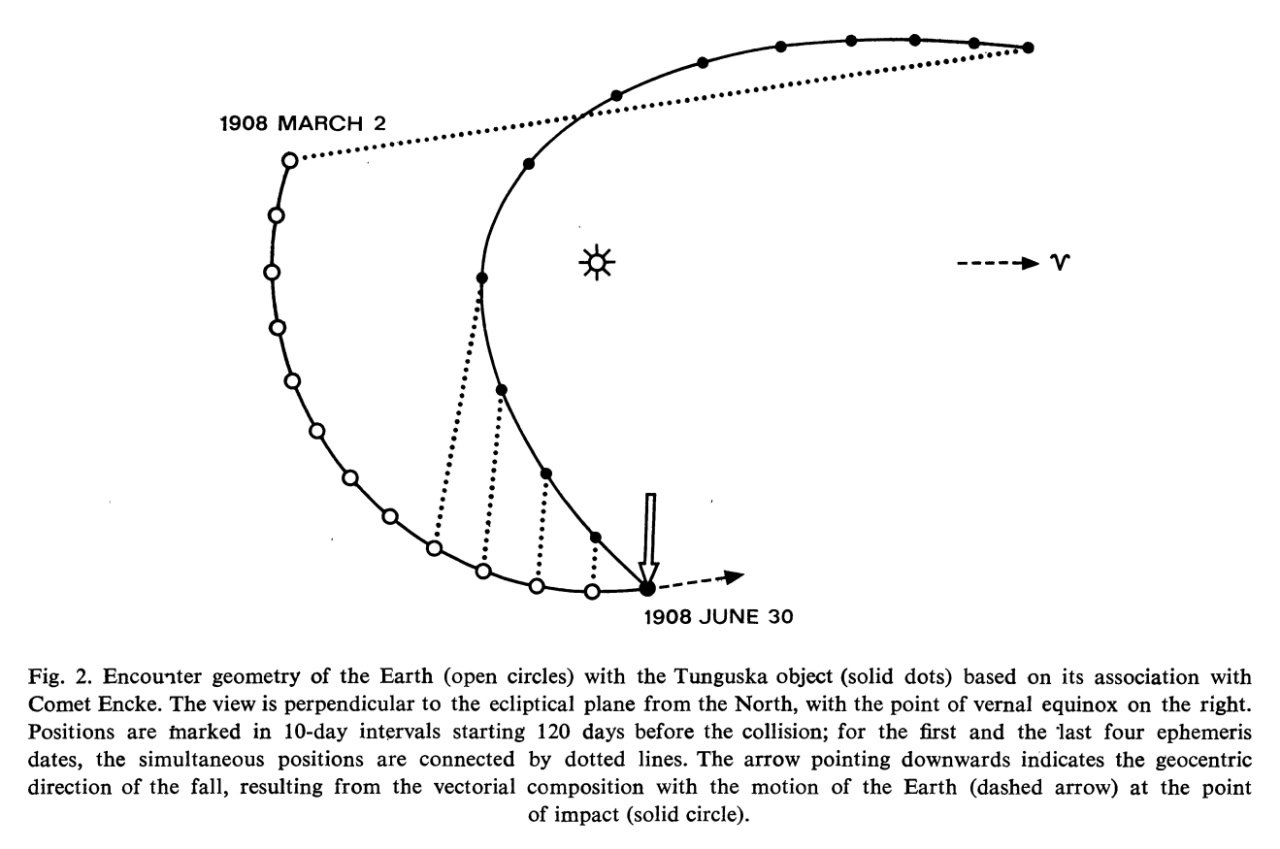 1908 MARCH 2
♈
1908 JUNE 30
Fig. 2. Encounter geometry of the Earth (open circles) with the Tunguska object (solid dots) based on its association with
Comet Encke. The view is perpendicular to the ecliptical plane from the North, with the point of vernal equinox on the right.
Positions are marked in 10-day intervals starting 120 days before the collision; for the first and the last four ephemeris
dates, the simultaneous positions are connected by dotted lines. The arrow pointing downwards indicates the geocentric
direction of the fall, resulting from the vectorial composition with the motion of the Earth (dashed arrow) at the point
of impact (solid circle).